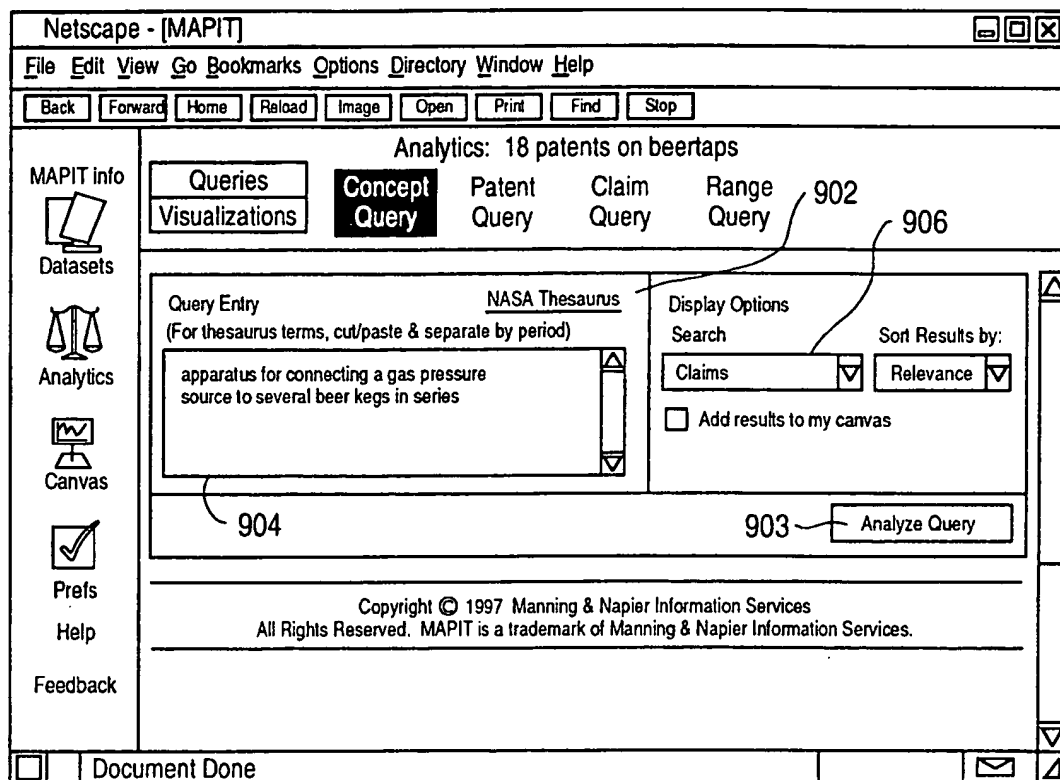 Netscape - [MAPIT]
File Edit View Go Bookmarks Options Directory Window Help
Back Forward Home Reload Image Open Print Find Stop
Analytics: 18 patents on beertaps
MAPIT info
Datasets
Analytics
Canvas
Prefs
Help
Feedback
Queries
Visualizations
Concept Query
Patent Query
Claim Query
Range Query
902
906
Query Entry
NASA Thesaurus
(For thesaurus terms, cut/paste & separate by period)
apparatus for connecting a gas pressure
source to several beer kegs in series
904
Display Options
Search
Sort Results by:
Claims
Relevance
Add results to my canvas
903
Analyze Query
Copyright © 1997 Manning & Napier Information Services
All Rights Reserved. MAPIT is a trademark of Manning & Napier Information Services.
Document Done